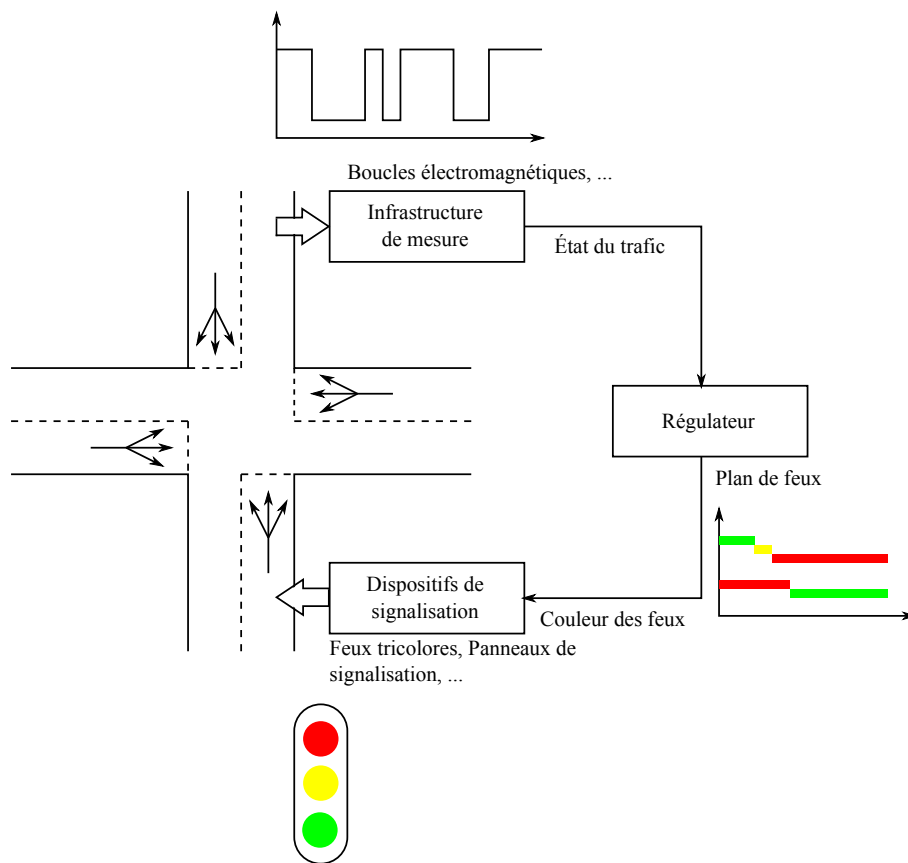 Boucles électromagnétiques, ...
Infrastructure
de mesure
État du trafic
Régulateur
Plan de feux
Dispositifs de
signalisation
Couleur des feux
Feux tricolores, Panneaux de
signalisation, ...